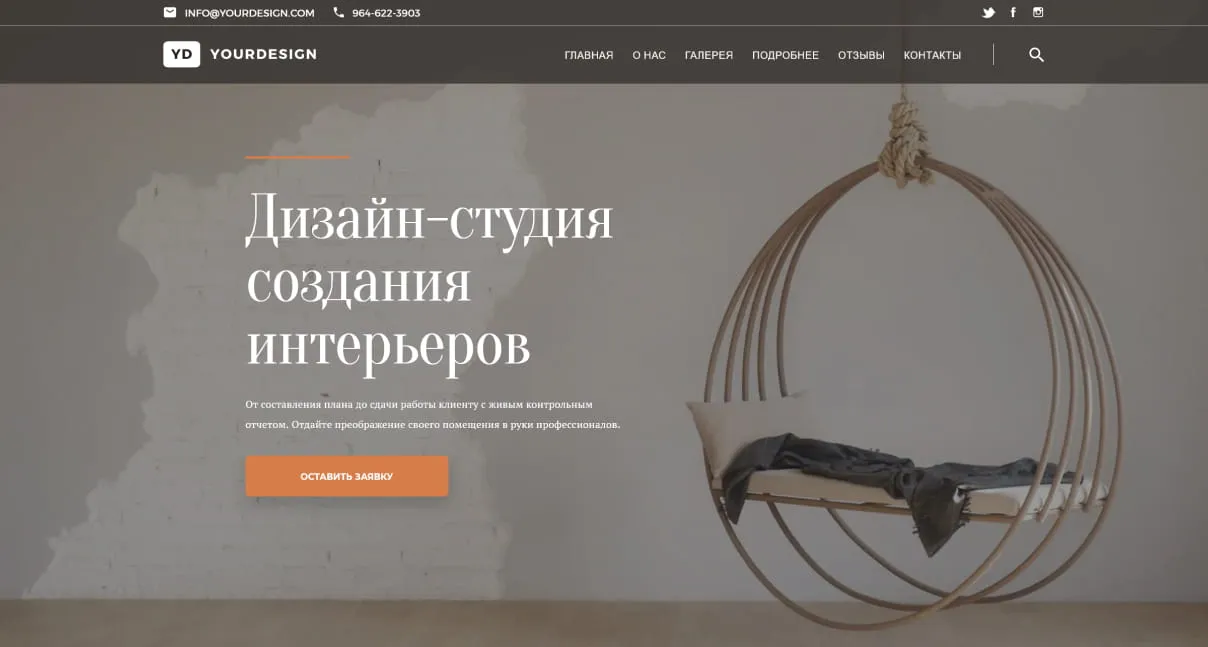 INFO@YOURDESIGN.COM 964-622-3903
YD YOURDESIGN ГЛАВНАЯ О НАС ГАЛЕРЕЯ ПОДРОБНЕЕ ОТЗЫВЫ КОНТАКТЫ
Дизайн-студия
создания
интерьеров
От составления плана до сдачи работы клиенту с живым контрольным
отчетом. Отдайте преображение своего помещения в руки профессионалов.
ОСТАВИТЬ ЗАЯВКУ